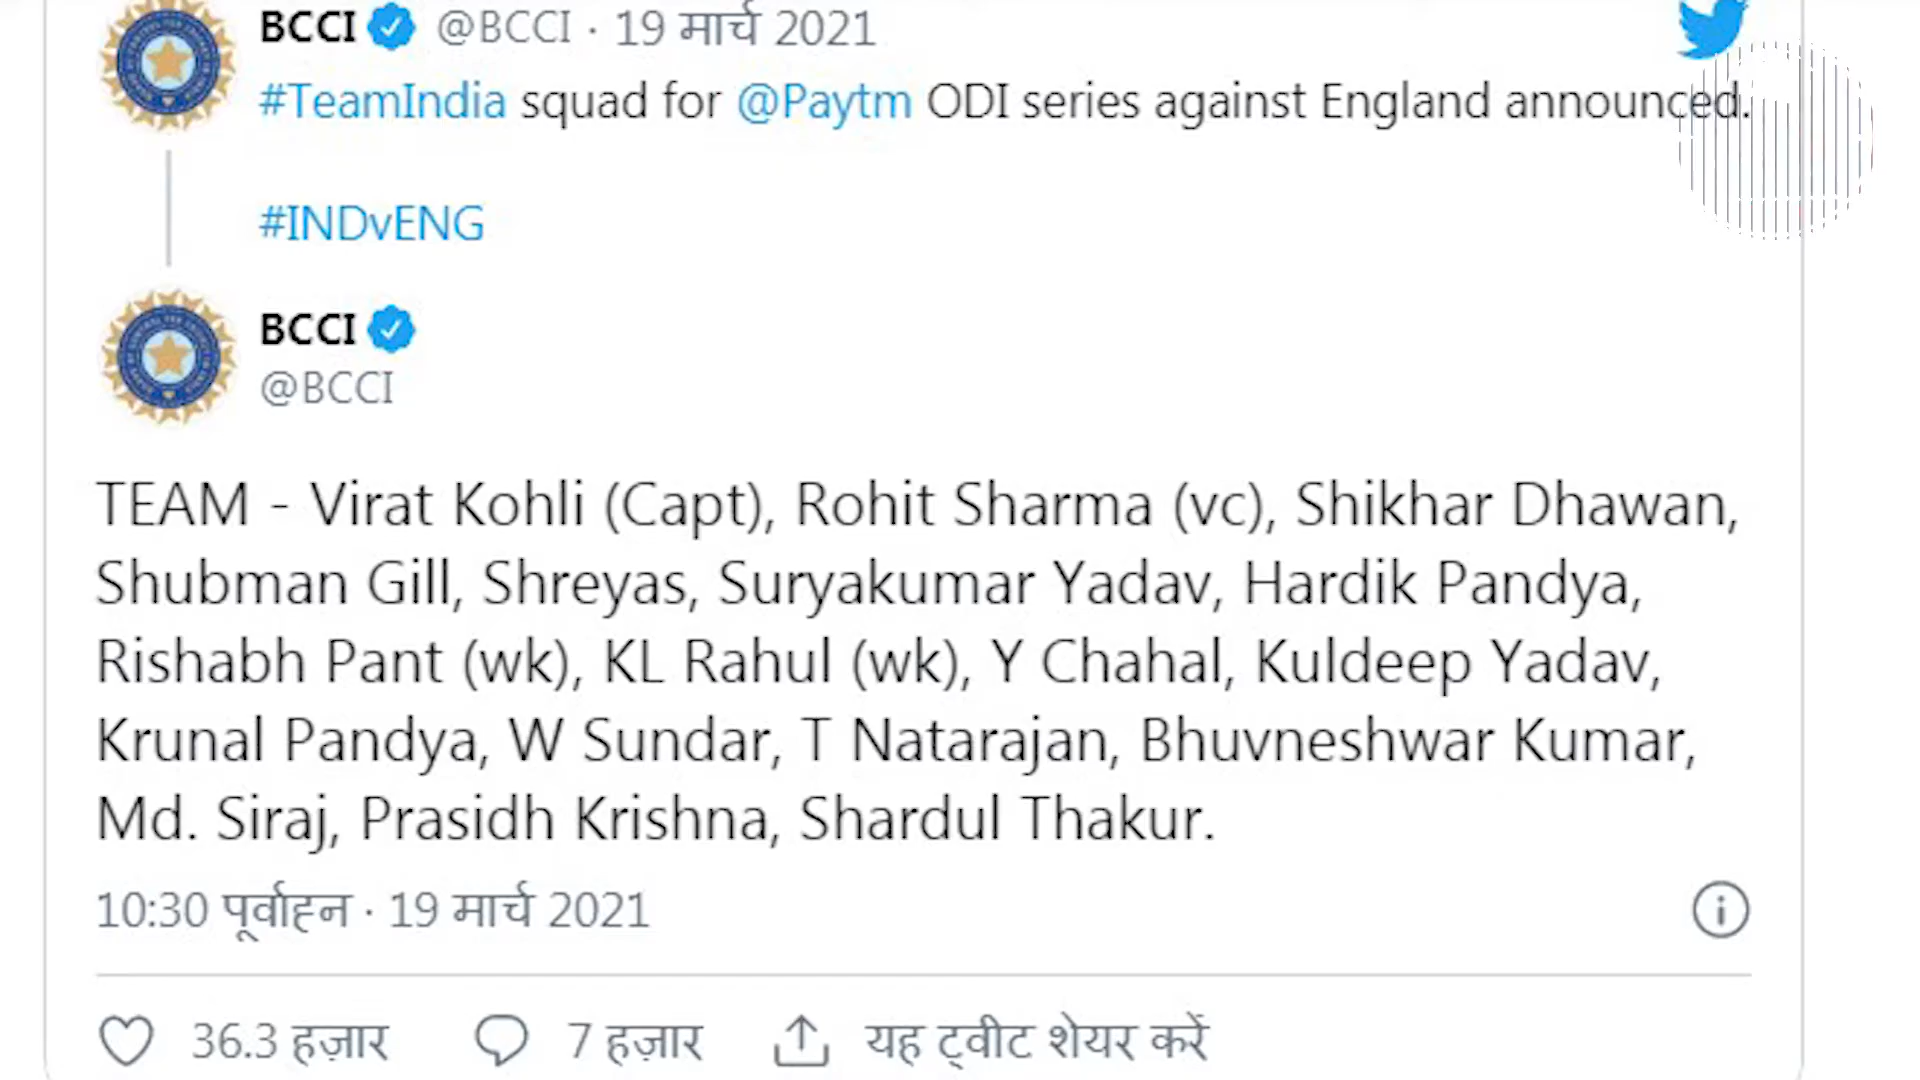 BCCI @BCCI · 19 मार्च 2021
#TeamIndia squad for @Paytm ODI series against England announced.
#INDvENG
BCCI
@BCCI
TEAM - Virat Kohli (Capt), Rohit Sharma (vc), Shikhar Dhawan,
Shubman Gill, Shreyas, Suryakumar Yadav, Hardik Pandya,
Rishabh Pant (wk), KL Rahul (wk), Y Chahal, Kuldeep Yadav,
Krunal Pandya, W Sundar, T Natarajan, Bhuvneshwar Kumar,
Md. Siraj, Prasidh Krishna, Shardul Thakur.
10:30 पूर्वाह्न · 19 मार्च 2021
36.3 हज़ार 7 हज़ार यह ट्वीट शेयर करें